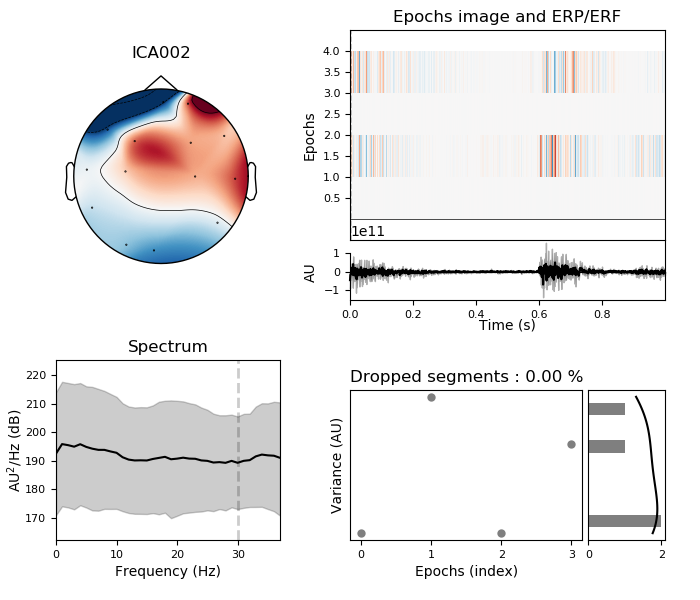 ICA002
Epochs image and ERP/ERF
Epochs
4.0
3.5
3.0
2.5
2.0
1.5
1.0
0.5
1e11
AU
1
0
−1
0.0 0.2 0.4 0.6 0.8
Time (s)
Spectrum
AU²/Hz (dB)
220
210
200
190
180
170
0 10 20 30
Frequency (Hz)
Dropped segments : 0.00 %
Variance (AU)
0 1 2 3
Epochs (index)
0 2